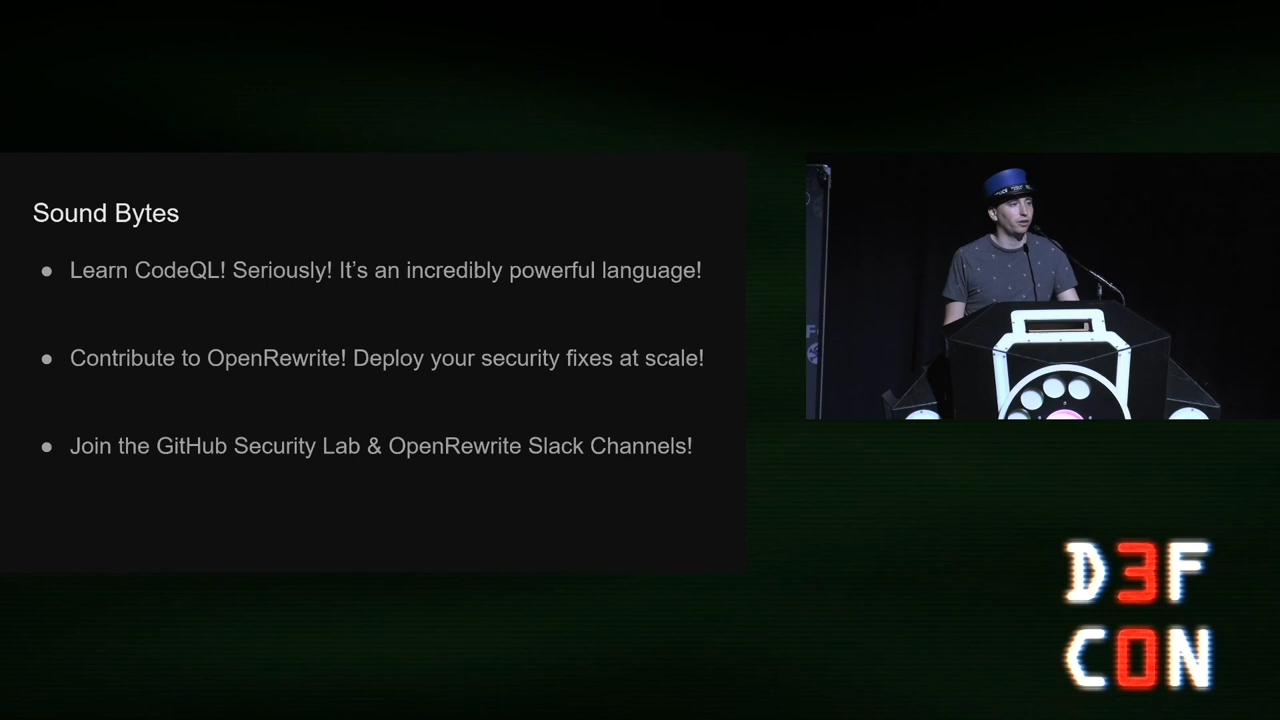 Sound Bytes
● Learn CodeQL! Seriously! It’s an incredibly powerful language!
● Contribute to OpenRewrite! Deploy your security fixes at scale!
● Join the GitHub Security Lab & OpenRewrite Slack Channels!
D3F
C0N